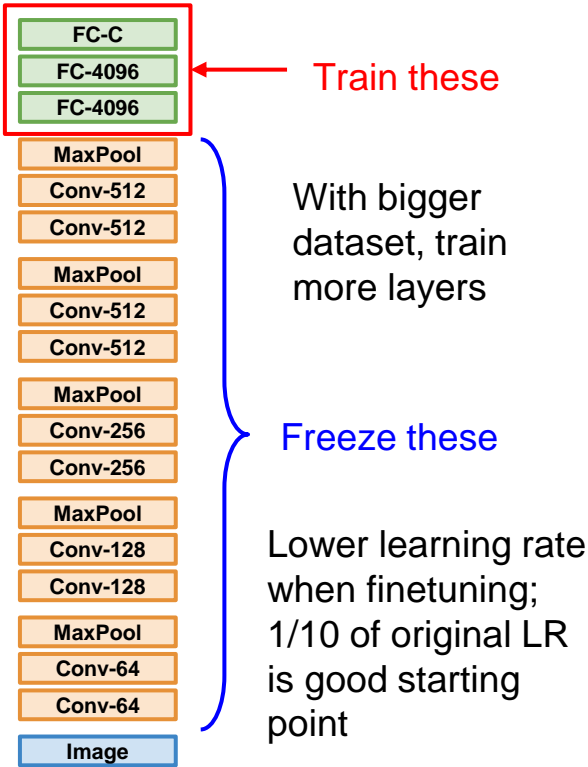 FC-C
FC-4096
FC-4096
Train these
MaxPool
Conv-512
Conv-512
MaxPool
Conv-512
Conv-512
MaxPool
Conv-256
Conv-256
MaxPool
Conv-128
Conv-128
MaxPool
Conv-64
Conv-64
Image
With bigger
dataset, train
more layers
Freeze these
Lower learning rate
when finetuning;
1/10 of original LR
is good starting
point